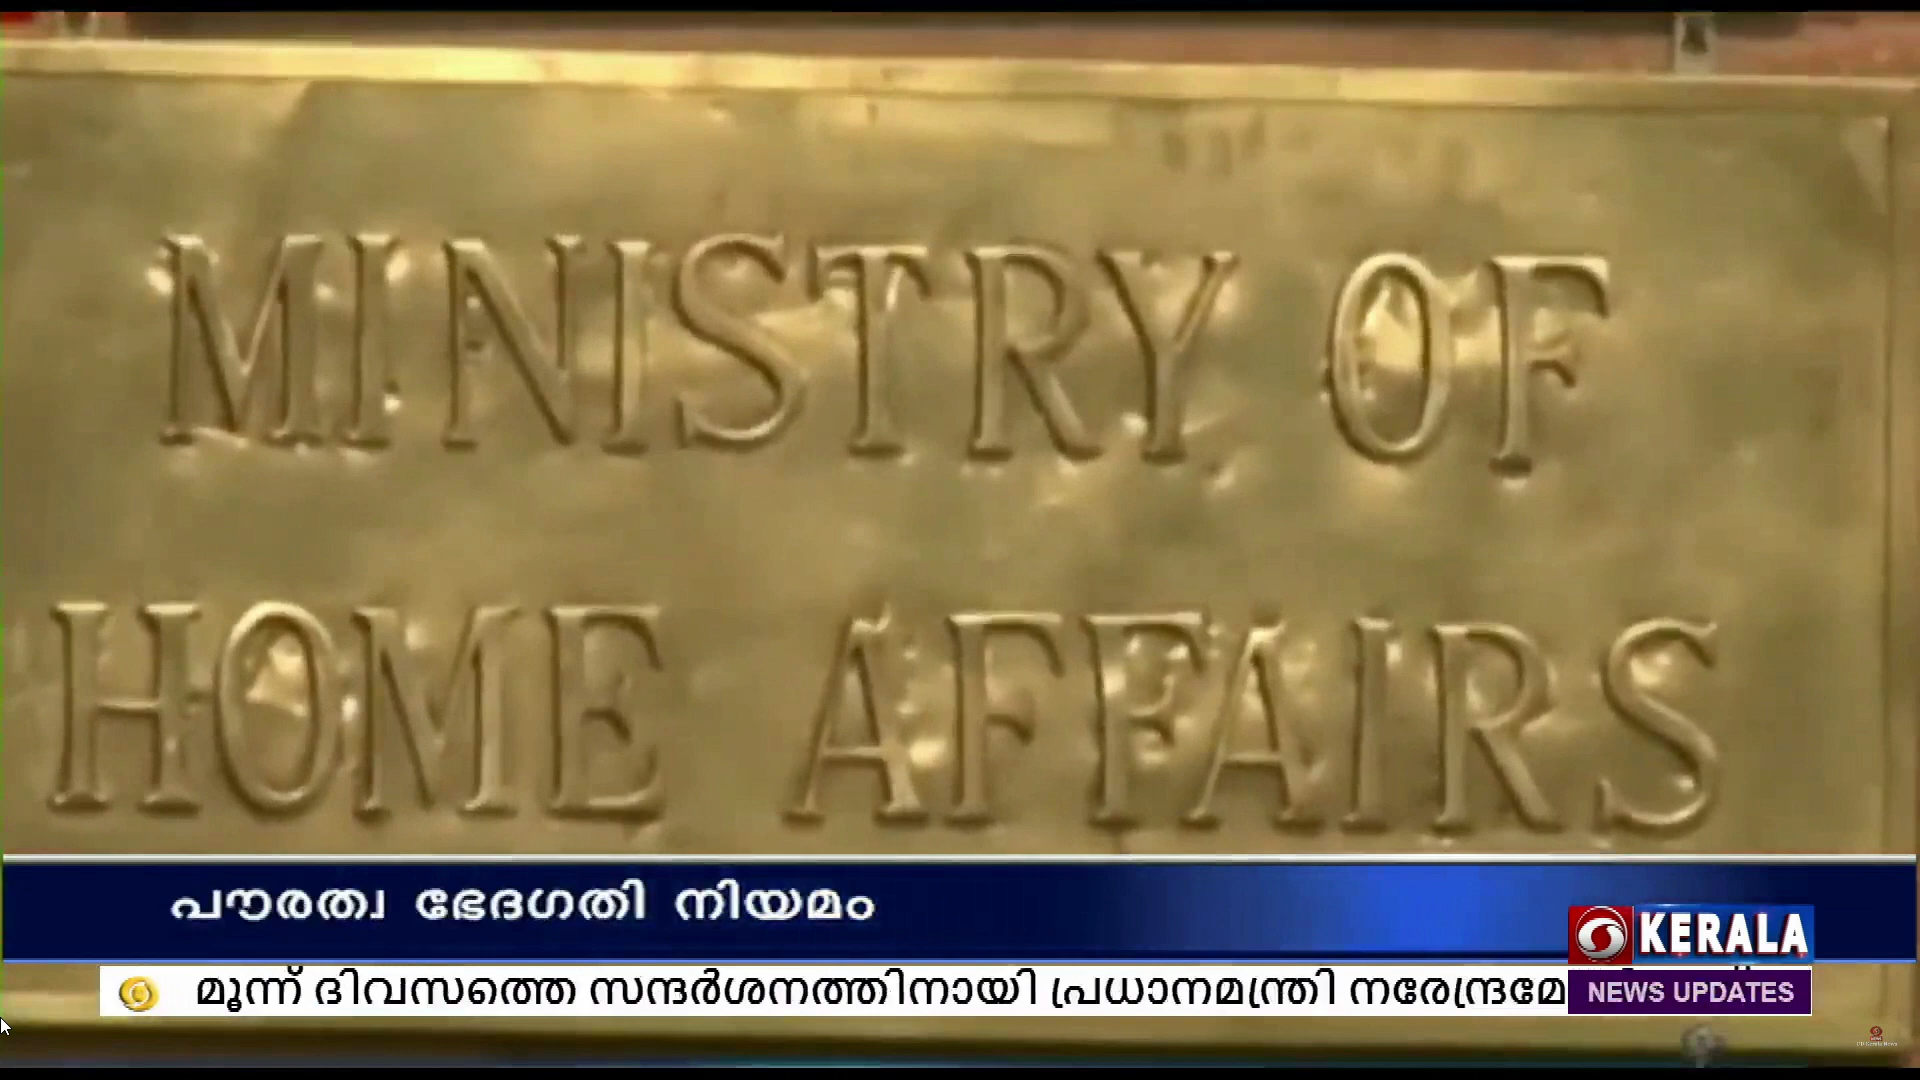 MINISTRY OF
HOME AFFAIRS
പൗരത്വ ഭേദഗതി നിയമം
KERALA
മൂന്ന് ദിവസത്തെ സന്ദർശനത്തിനായി പ്രധാനമന്ത്രി നരേന്ദ്രമോ
NEWS UPDATES